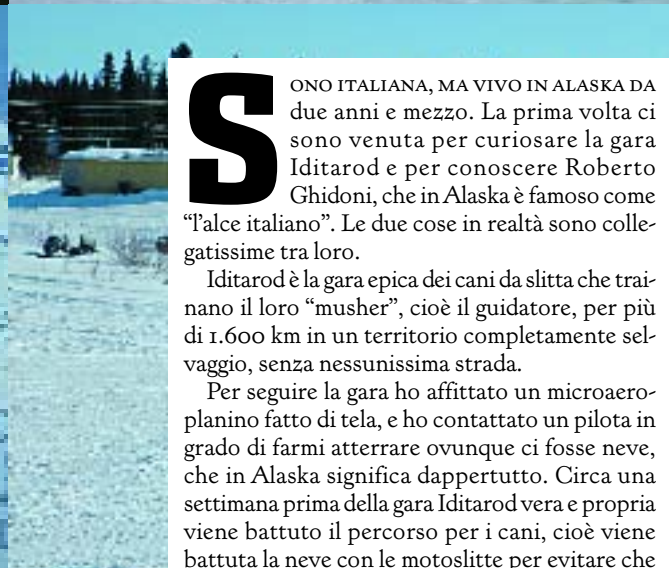 SONO ITALIANA, MA VIVO IN ALASKA DA
due anni e mezzo. La prima volta ci
sono venuta per curiosare la gara
Iditarod e per conoscere Roberto
Ghidoni, che in Alaska è famoso come
“l’alce italiano”. Le due cose in realtà sono colle-
gatissime tra loro.
Iditarod è la gara epica dei cani da slitta che trai-
nano il loro “musher”, cioè il guidatore, per più
di 1.600 km in un territorio completamente sel-
vaggio, senza nessunissima strada.
Per seguire la gara ho affittato un microaero-
planino fatto di tela, e ho contattato un pilota in
grado di farmi atterrare ovunque ci fosse neve,
che in Alaska significa dappertutto. Circa una
settimana prima della gara Iditarod vera e propria
viene battuto il percorso per i cani, cioè viene
battuta la neve con le motoslitte per evitare che